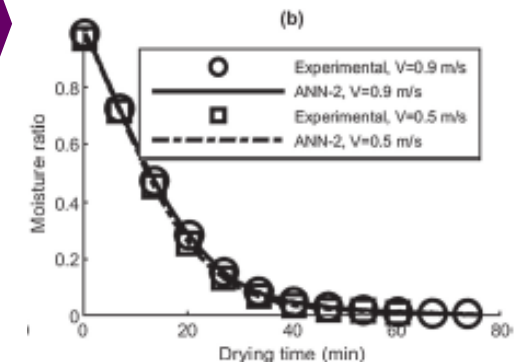 (b)
Experimental, V=0.9 m/s
ANN-2, V=0.9 m/s
Experimental, V=0.5 m/s
ANN-2, V=0.5 m/s
Moisture ratio
0.8
0.6
0.4
0.2
0
0 20 40 60 80
Drying time (min)